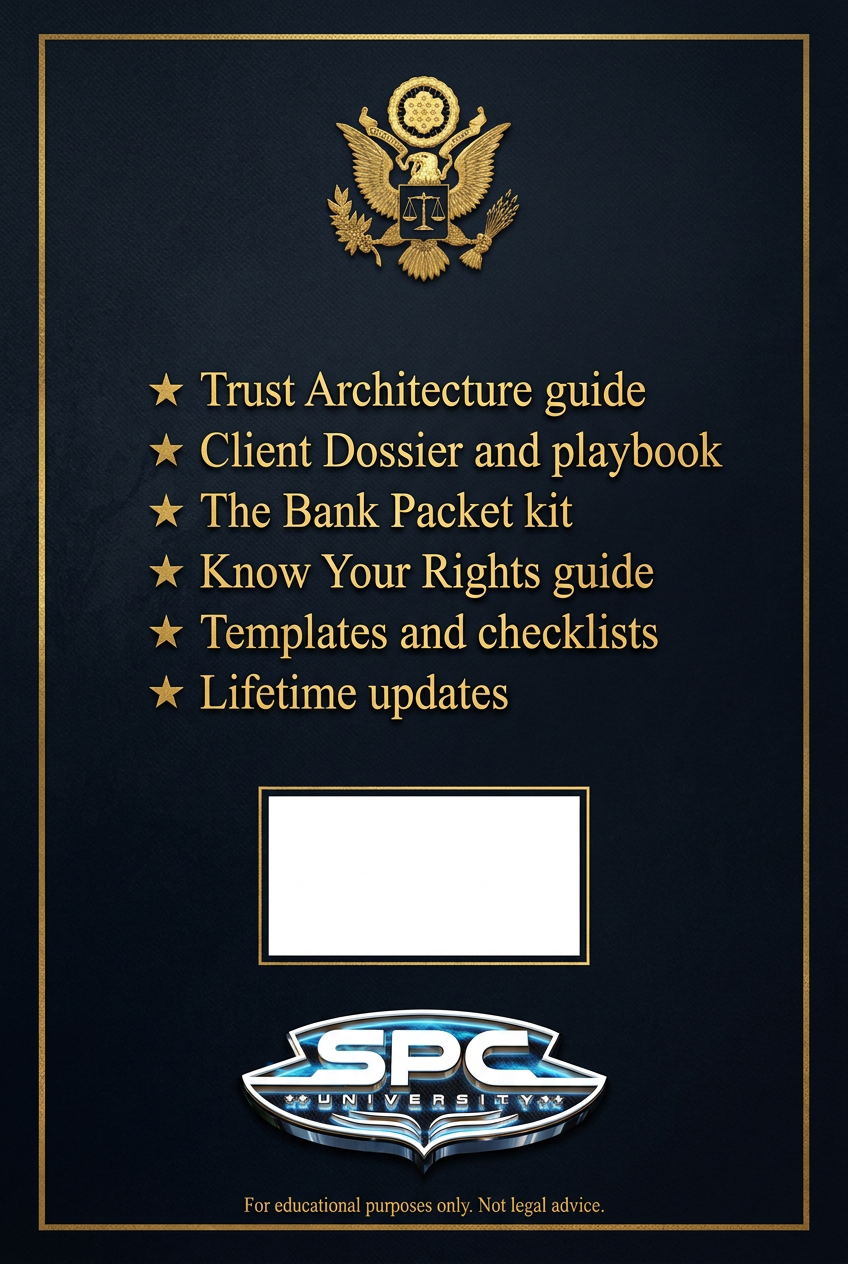 Trust Architecture guide
Client Dossier and playbook
The Bank Packet kit
Know Your Rights guide
Templates and checklists
Lifetime updates
SPC
UNIVERSITY
For educational purposes only. Not legal advice.